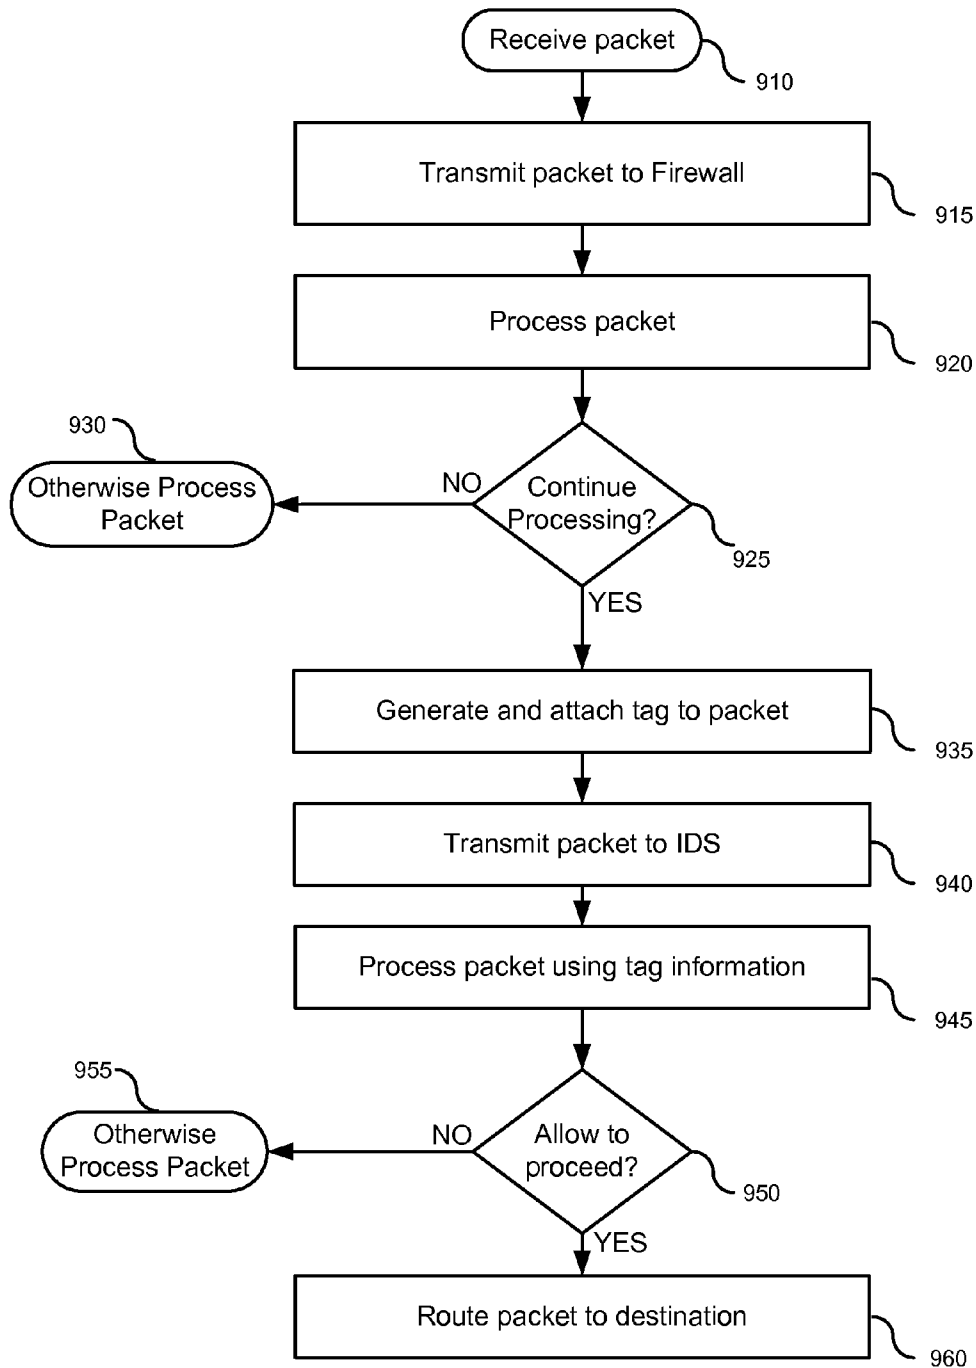 Receive packet
910
Transmit packet to Firewall
915
Process packet
920
930
Otherwise Process
Packet
NO
Continue
Processing?
925
YES
Generate and attach tag to packet
935
Transmit packet to IDS
940
Process packet using tag information
945
955
Otherwise
Process Packet
NO
Allow to
proceed?
950
YES
Route packet to destination
960